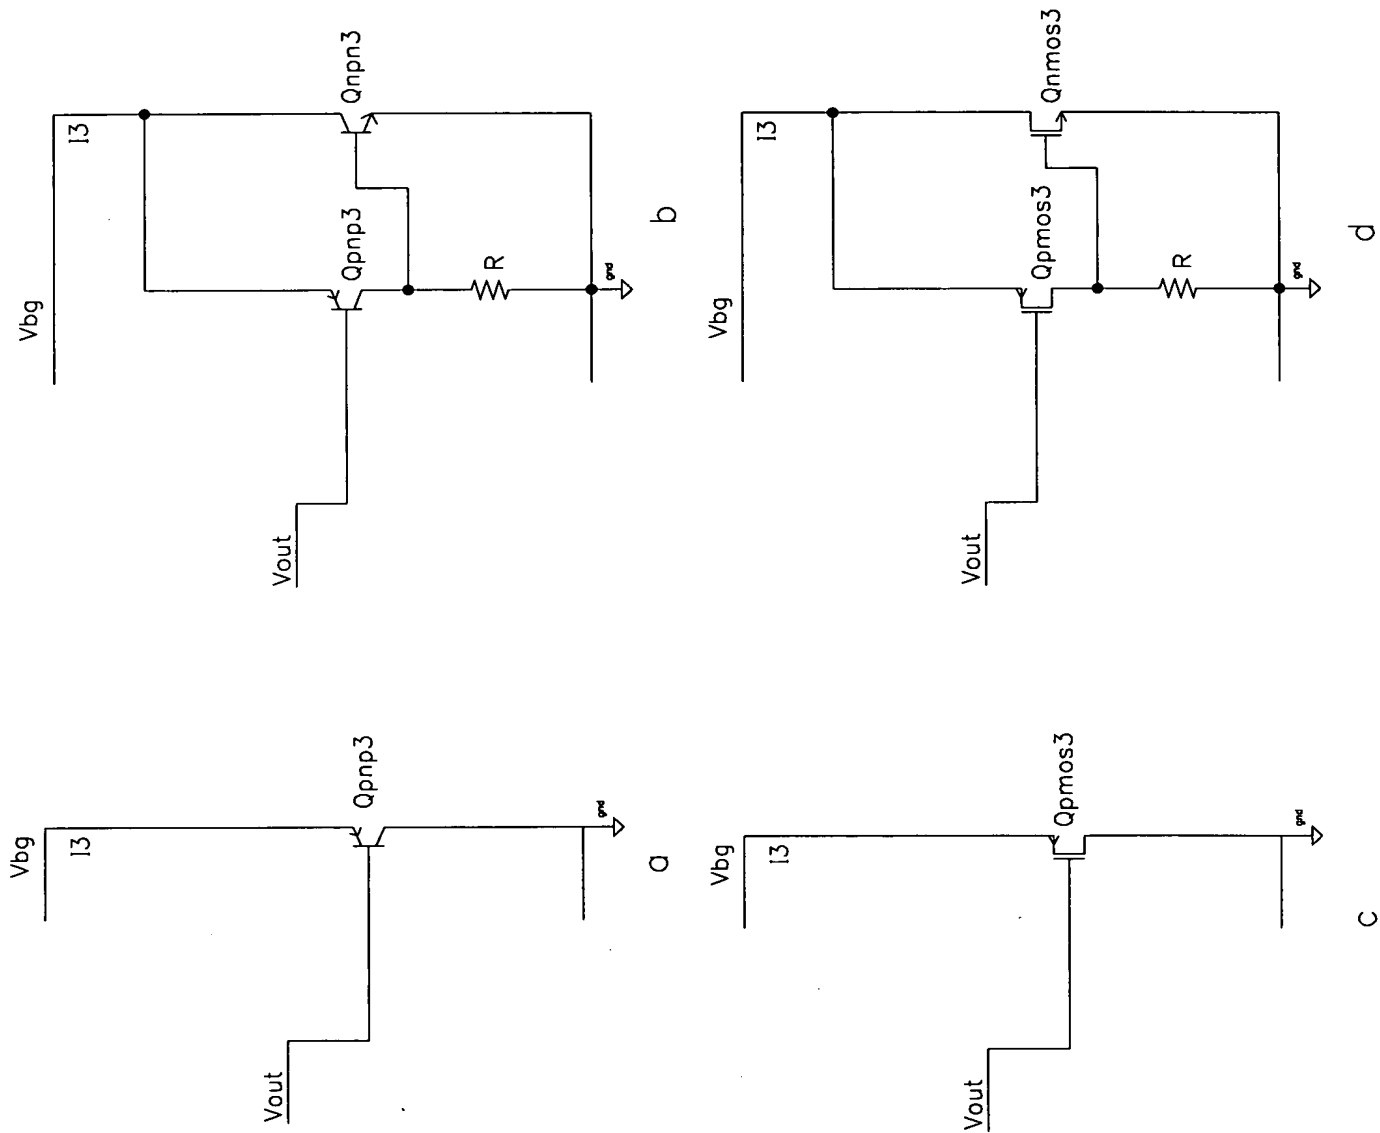 Vbg
I3
Qpnp3
Qnpn3
Vout
R
gnd
b
Vbg
I3
Qpmos3
Qnmos3
Vout
R
gnd
d
Vbg
I3
Qpnp3
Vout
gnd
a
Vbg
I3
Qpmos3
Vout
gnd
c